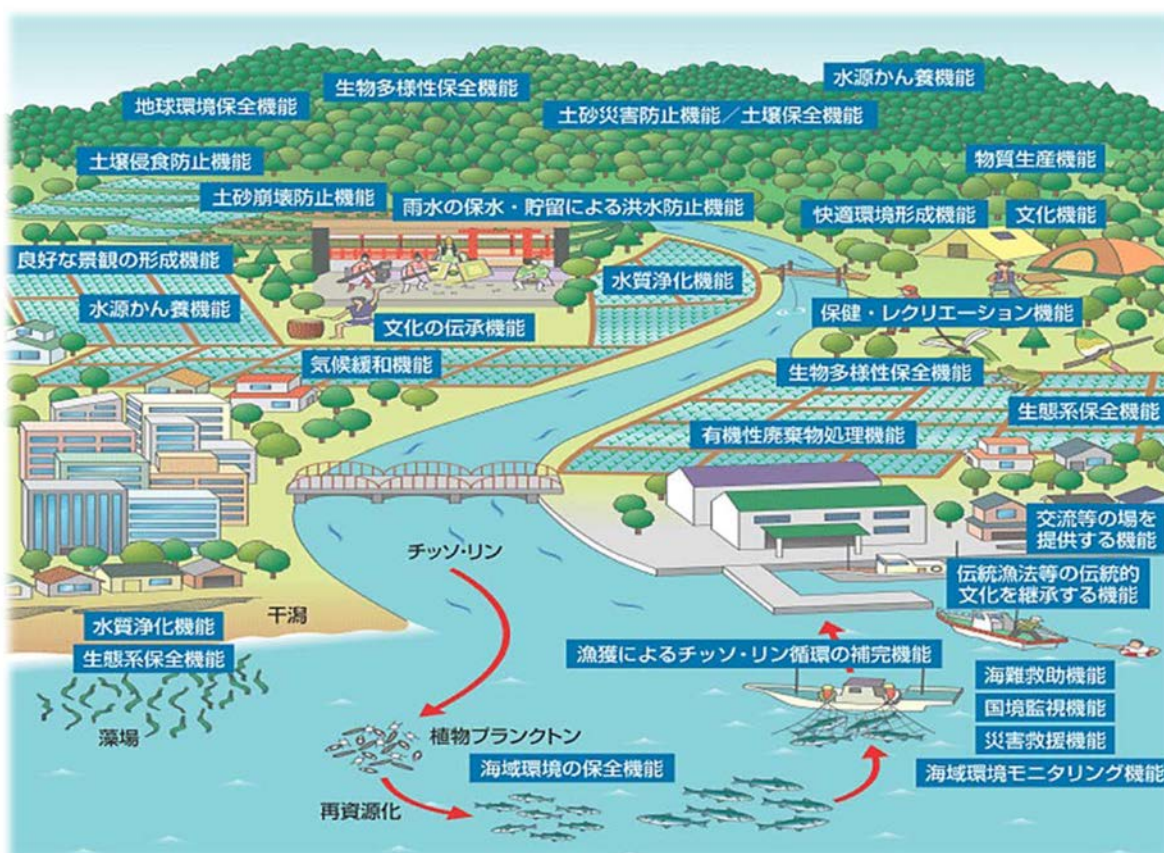 生物多様性保全機能
水源かん養機能
地球環境保全機能
土砂災害防止機能／土壌保全機能
土壌侵食防止機能
物質生産機能
土砂崩壊防止機能
雨水の保水・貯留による洪水防止機能
快適環境形成機能
文化機能
良好な景観の形成機能
水質浄化機能
水源かん養機能
保健・レクリエーション機能
文化の伝承機能
気候緩和機能
生物多様性保全機能
生態系保全機能
有機性廃棄物処理機能
交流等の場を
提供する機能
チッソ・リン
伝統漁法等の伝統的
文化を継承する機能
干潟
水質浄化機能
生態系保全機能
漁獲によるチッソ・リン循環の補完機能
海難救助機能
国境監視機能
災害救援機能
海域環境モニタリング機能
藻場
植物プランクトン
海域環境の保全機能
再資源化